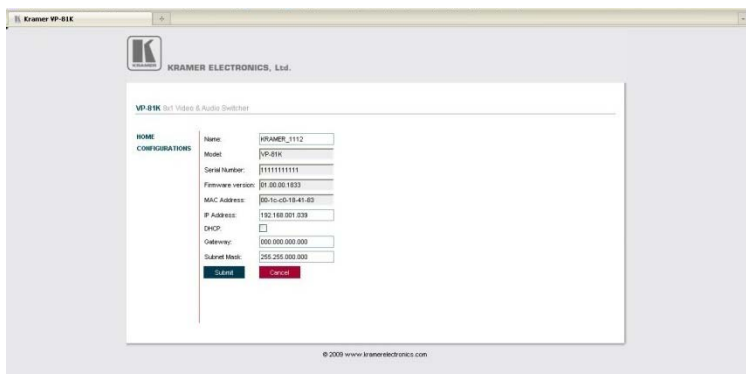 Kramer VP-81K
KRAMER
KRAMER ELECTRONICS, Ltd.
VP-81K 8x1 Video & Audio Switcher
HOME
CONFIGURATIONS
Name: KRAMER_1112
Model: VP-81K
Serial Number: 11111111111
Firmware version: 01.00.00.1833
MAC Address: 00-1c-c0-18-41-83
IP Address: 192.168.001.039
DHCP:
Gateway: 000.000.000.000
Subnet Mask: 255.255.000.000
Submit Cancel
© 2009 www.kramerelectronics.com